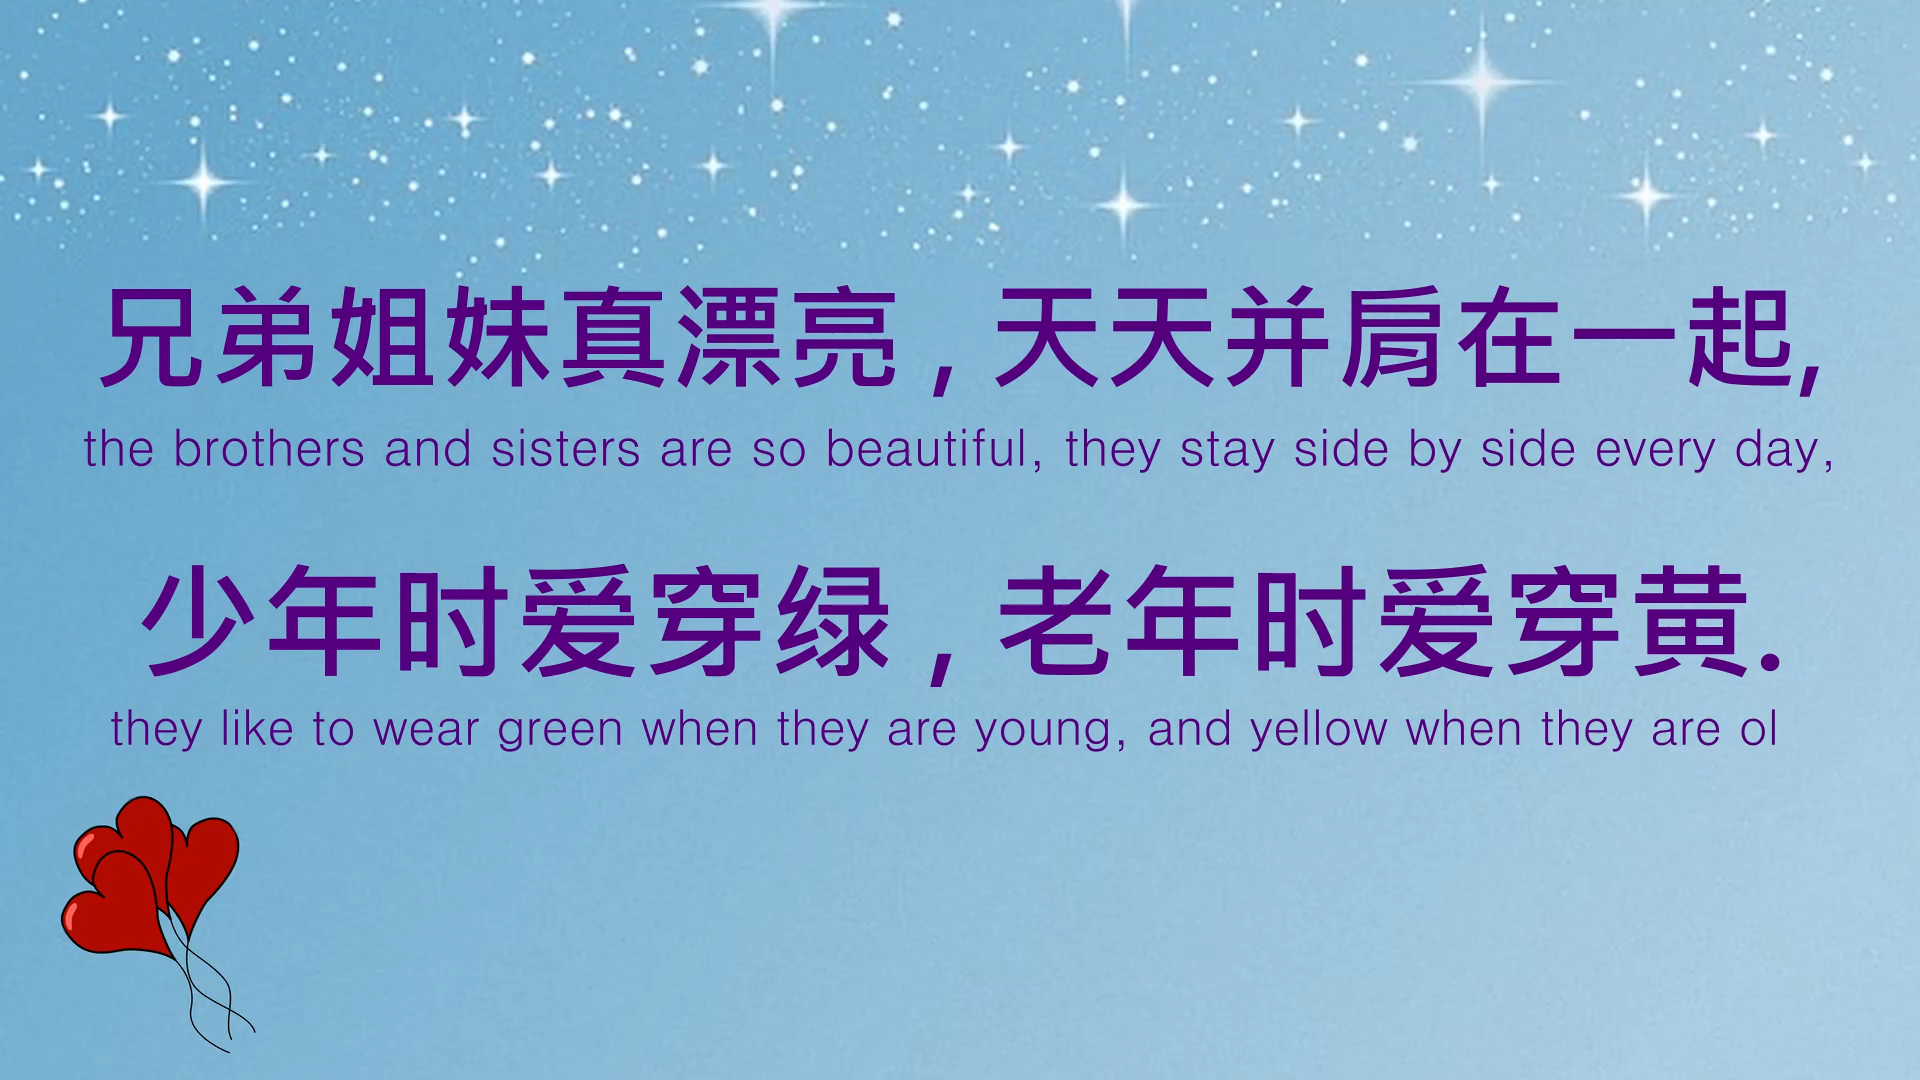 兄弟姐妹真漂亮,天天并肩在一起,
the brothers and sisters are so beautiful, they stay side by side every day,
少年时爱穿绿,老年时爱穿黄.
they like to wear green when they are young, and yellow when they are ol